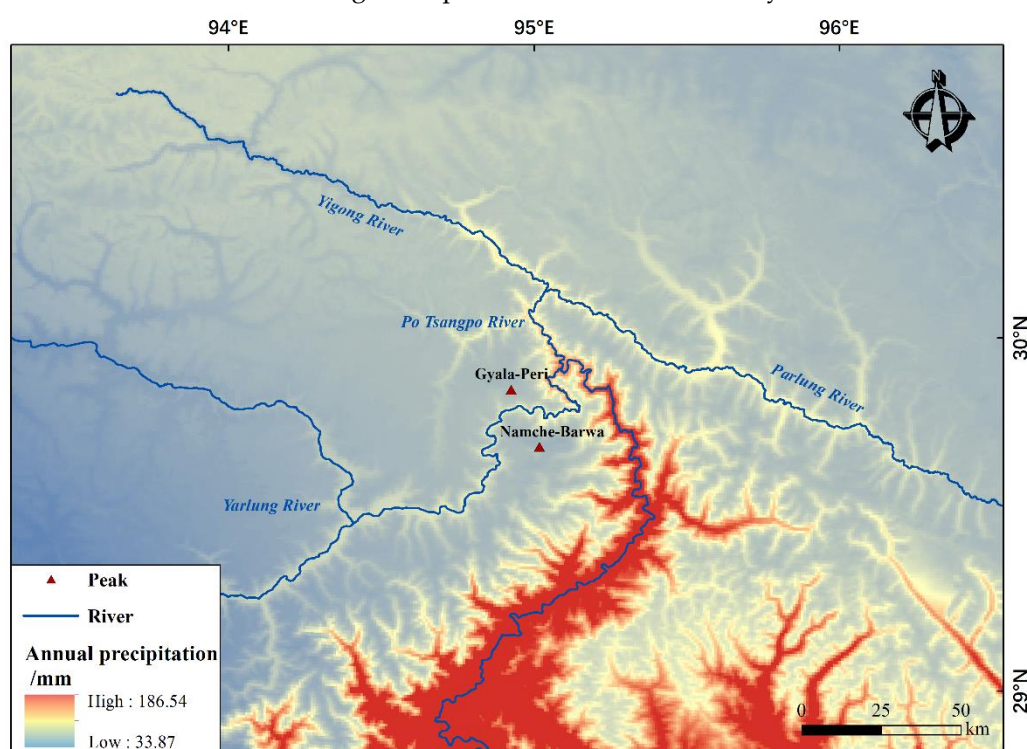 94°E
95°E
96°E
N
Yigong River
Po Tsangpo River
30°N
Gyala-Peri
Parlung River
Namche-Barwa
Yarlung River
Peak
River
Annual precipitation
/mm
High : 186.54
Low : 33.87
29°N
0 25 50
km